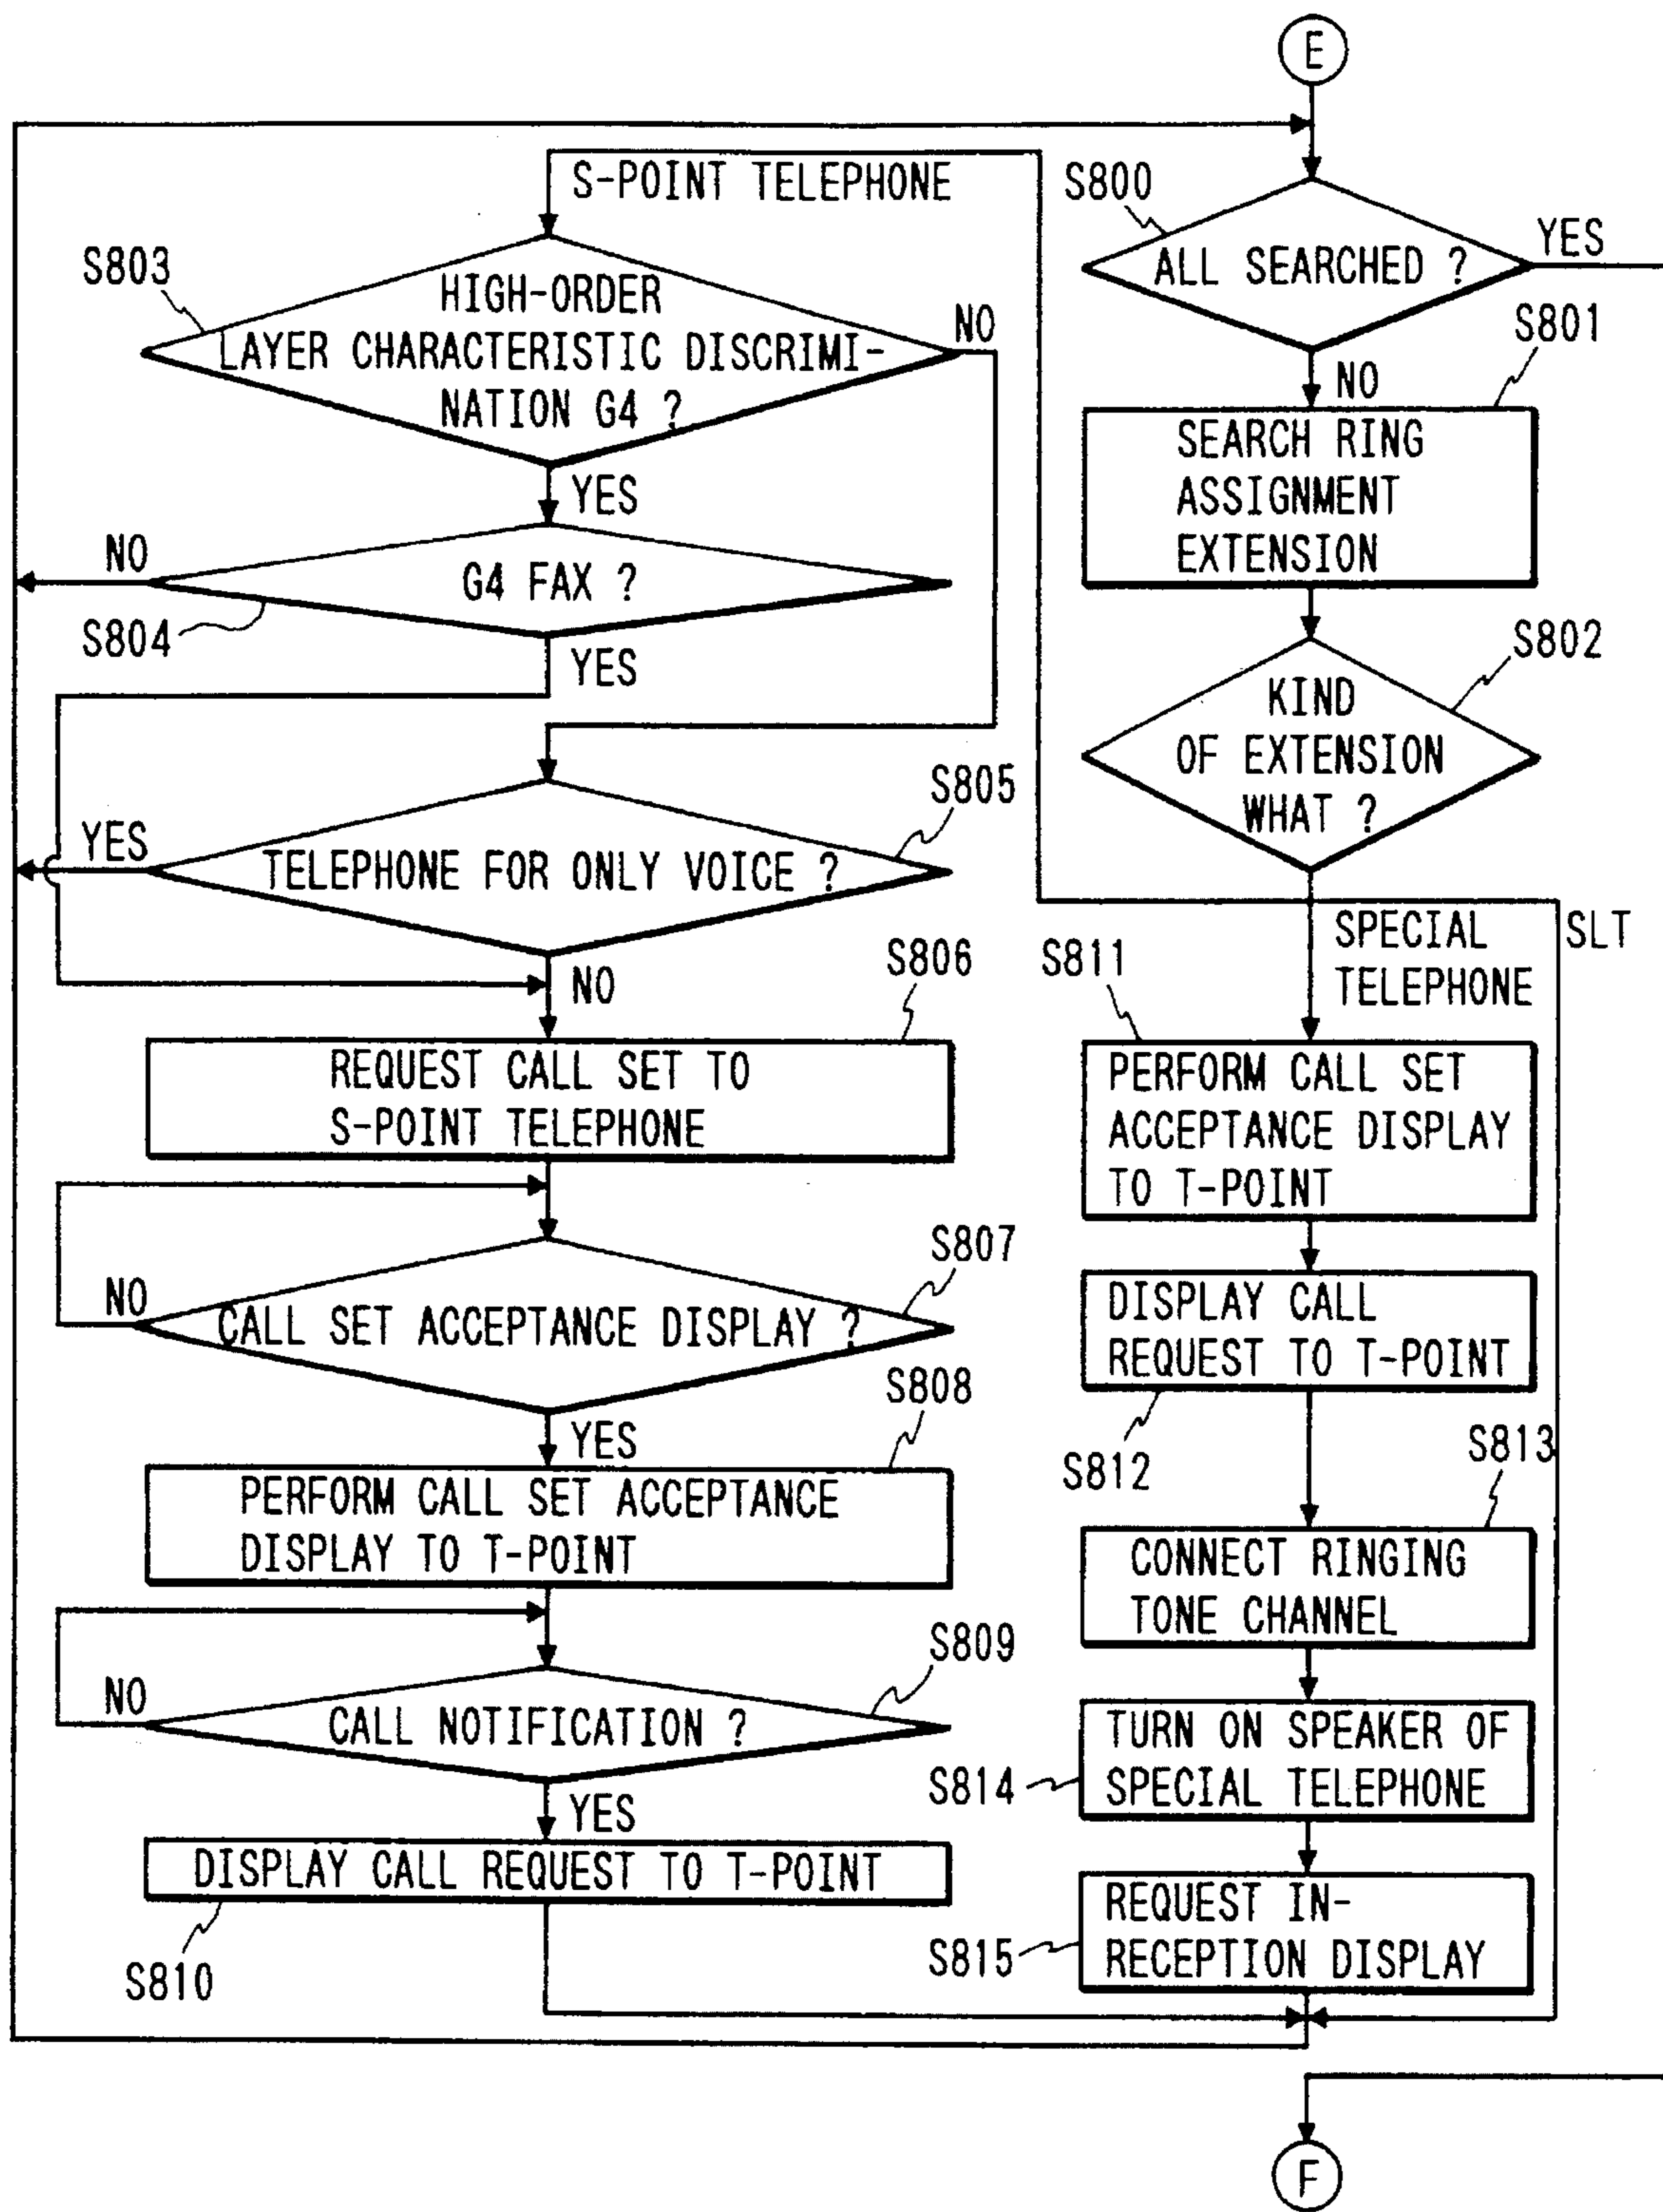 E
S-POINT TELEPHONE
S800
ALL SEARCHED ?
YES
S803
HIGH-ORDER
LAYER CHARACTERISTIC DISCRIMI-
NATION G4 ?
NO
YES
NO
S801
SEARCH RING
ASSIGNMENT
EXTENSION
NO
G4 FAX ?
S804
YES
S802
KIND
OF EXTENSION
WHAT ?
S805
YES
TELEPHONE FOR ONLY VOICE ?
NO
SPECIAL
TELEPHONE
SLT
S806
REQUEST CALL SET TO
S-POINT TELEPHONE
S811
PERFORM CALL SET
ACCEPTANCE DISPLAY
TO T-POINT
S807
NO
CALL SET ACCEPTANCE DISPLAY ?
YES
DISPLAY CALL
REQUEST TO T-POINT
S812
S808
PERFORM CALL SET ACCEPTANCE
DISPLAY TO T-POINT
S813
CONNECT RINGING
TONE CHANNEL
S809
NO
CALL NOTIFICATION ?
YES
TURN ON SPEAKER OF
SPECIAL TELEPHONE
S814
DISPLAY CALL REQUEST TO T-POINT
S810
REQUEST IN-
RECEPTION DISPLAY
S815
F